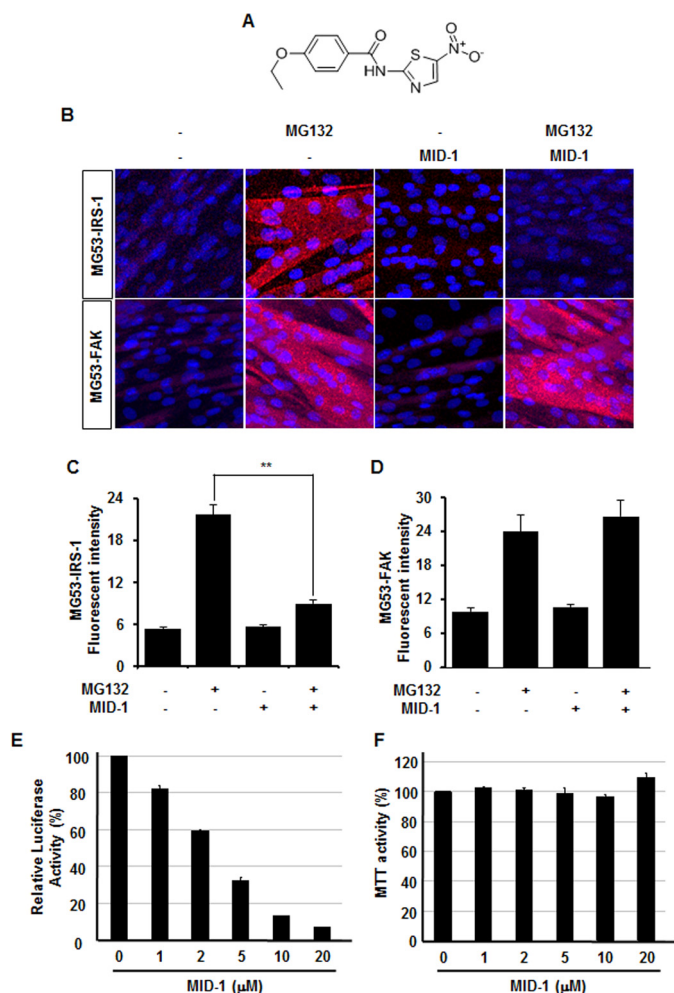 A
O
O
HN
S
N
N+
O
O-
B
- MG132 - MG132
- - MID-1 MID-1
MG53-IRS-1
MG53-FAK
C
**
MG53-IRS-1
Fluorescent intensity
24
18
12
6
0
MG132 - + - +
MID-1 - - + +
D
MG53-FAK
Fluorescent intensity
30
24
18
12
6
0
MG132 - + - +
MID-1 - - + +
E
Relative Luciferase
Activity (%)
100
80
60
40
20
0
0 1 2 5 10 20
MID-1 (μM)
F
MTT activity (%)
120
100
80
60
40
20
0
0 1 2 5 10 20
MID-1 (μM)